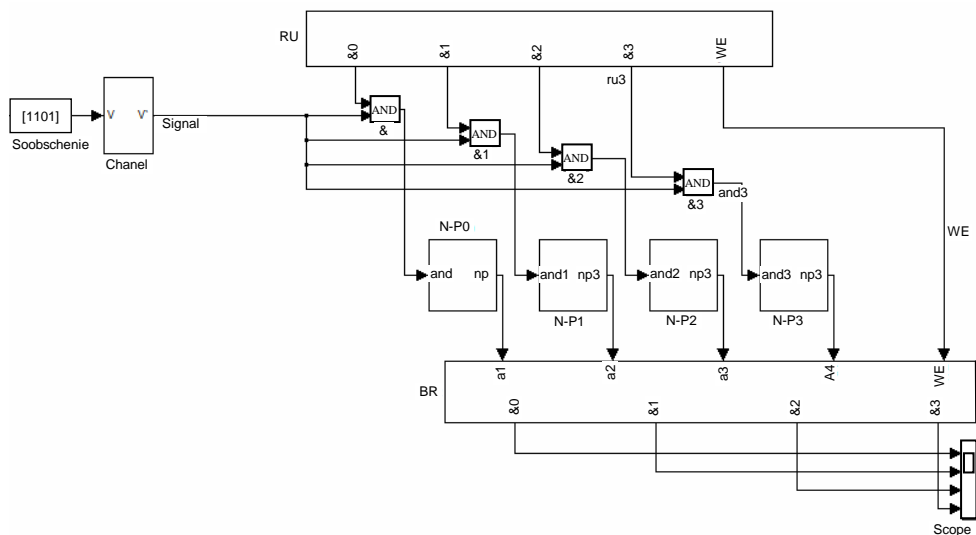 RU
&0
&1
&2
&3
WE
ru3
[1101]
Soobschenie
V
V'
Chanel
Signal
AND
&
AND
&1
AND
&2
AND
&3
and3
WE
N-P0
and
np
and1
np3
N-P1
and2
np3
N-P2
and3
np3
N-P3
BR
a1
a2
a3
A4
WE
&0
&1
&2
&3
Scope